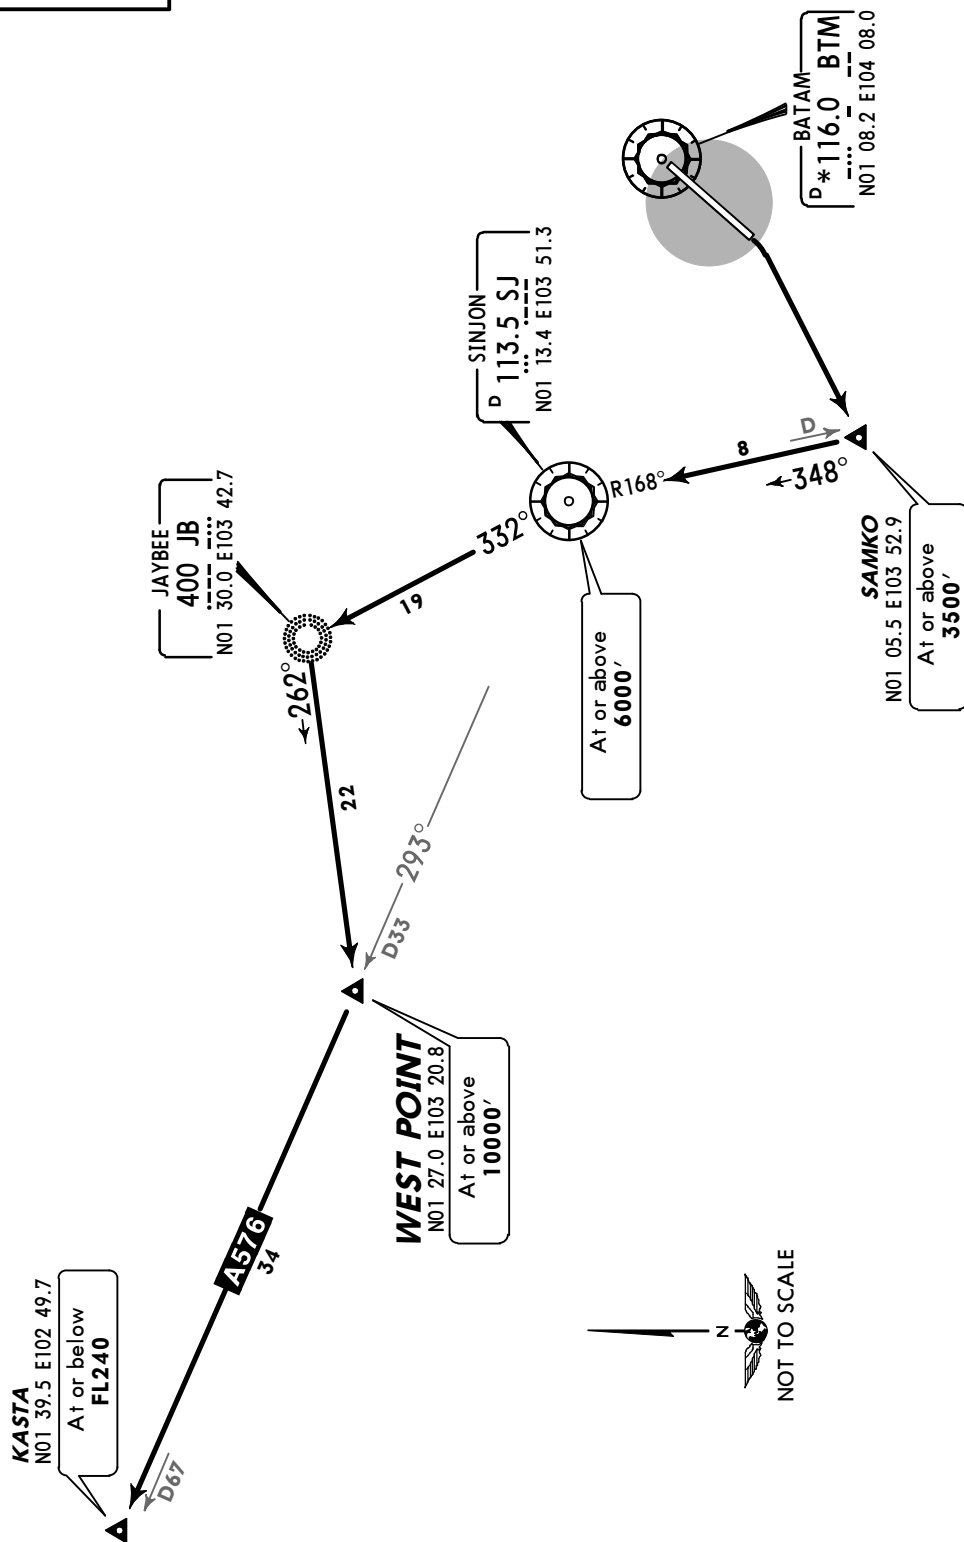 BATAM
D *116.0 BTM
N01 08.2 E104 08.0
SINJON
D 113.5 SJ
N01 13.4 E103 51.3
JAYBEE
400 JB
N01 30.0 E103 42.7
R168°
8
D
348°
SAMKO
N01 05.5 E103 52.9
At or above
3500'
332°
19
At or above
6000'
262°
22
293°
D33
WEST POINT
N01 27.0 E103 20.8
At or above
10000'
A576
34
KASTA
N01 39.5 E102 49.7
At or below
FL240
D67
N
NOT TO SCALE